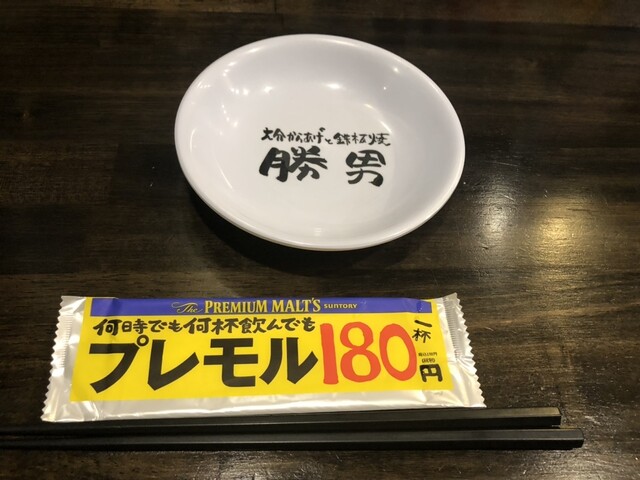 大分からあげと鉄板焼
勝男
The PREMIUM MALT'S SUNTORY
何時でも何杯飲んでも
プレモル180円
一杯